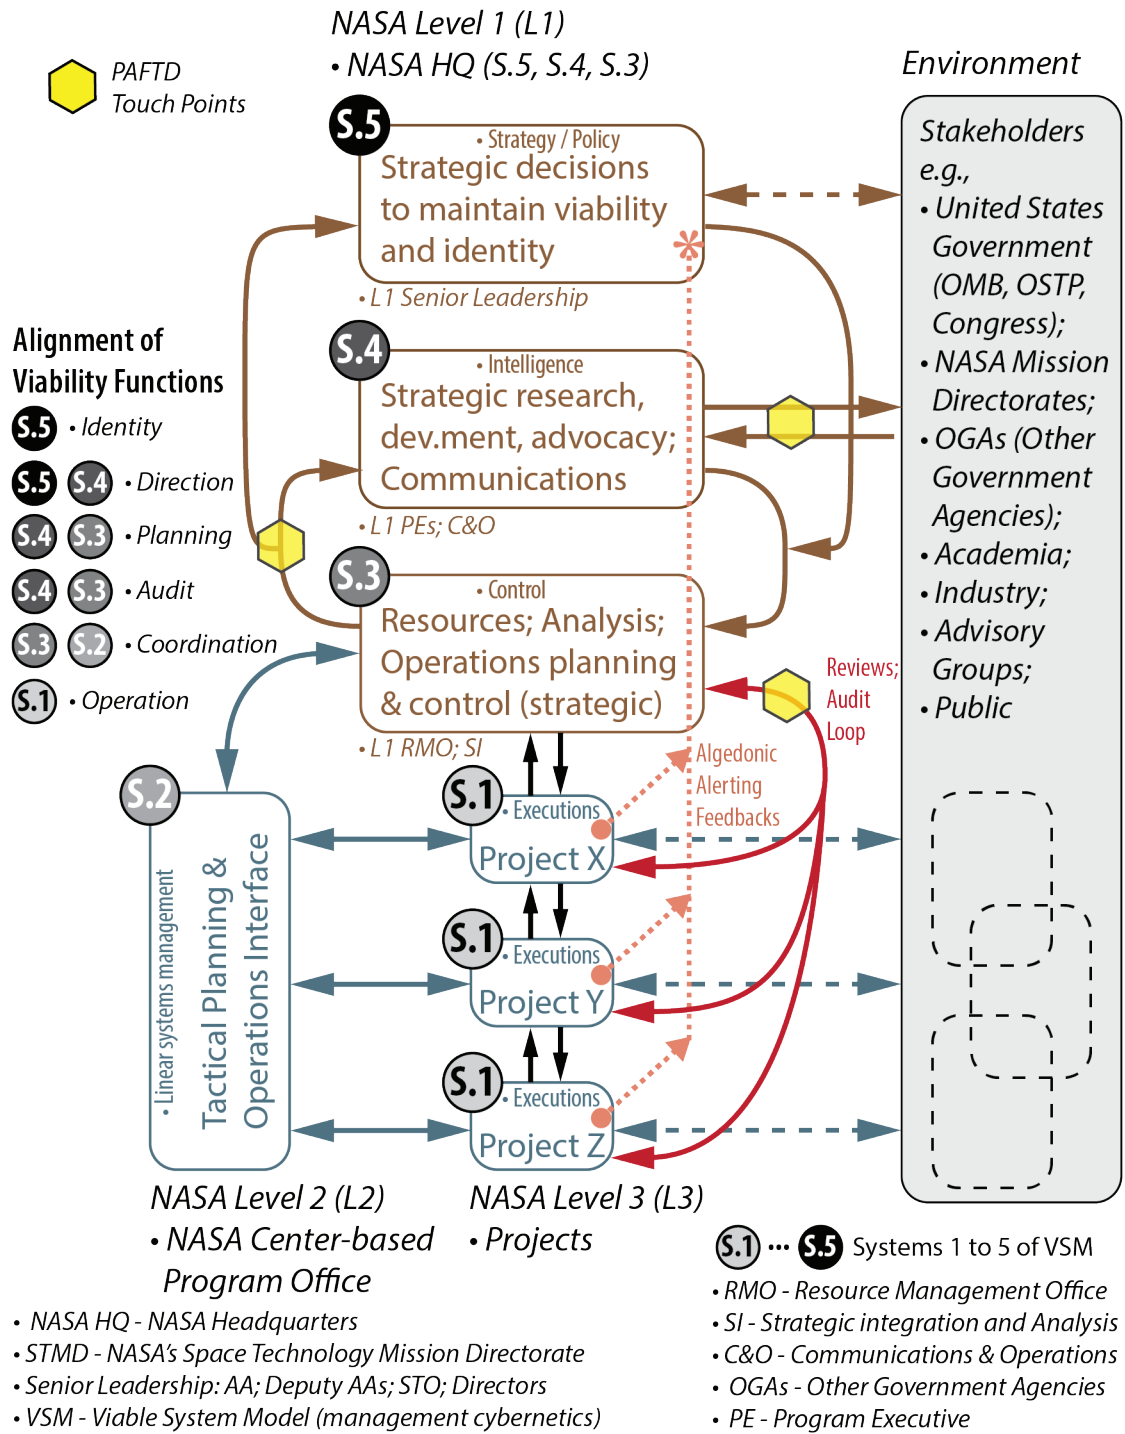 NASA Level 1 (L1)
• NASA HQ (S.5, S.4, S.3)
PAFTD
Touch Points
Environment
S.5
• Strategy / Policy
Strategic decisions
to maintain viability
and identity
• L1 Senior Leadership
Stakeholders
e.g.,
• United States
Government
(OMB, OSTP,
Congress);
• NASA Mission
Directorates;
• OGAs (Other
Government
Agencies);
• Academia;
• Industry;
• Advisory
Groups;
• Public
S.4
• Intelligence
Strategic research,
dev.ment, advocacy;
Communications
• L1 PEs; C&O
Alignment of
Viability Functions
S.5 • Identity
S.5 S.4 • Direction
S.4 S.3 • Planning
S.4 S.3 • Audit
S.3 S.2 • Coordination
S.1 • Operation
S.3
• Control
Resources; Analysis;
Operations planning
& control (strategic)
• L1 RMO; SI
Reviews;
Audit
Loop
Algedonic
Alerting
Feedbacks
S.2
• Linear systems management
Tactical Planning &
Operations Interface
S.1
• Executions
Project X
S.1
• Executions
Project Y
S.1
• Executions
Project Z
NASA Level 2 (L2)
• NASA Center-based
Program Office
NASA Level 3 (L3)
• Projects
S.1 ••• S.5 Systems 1 to 5 of VSM
• NASA HQ - NASA Headquarters
• STMD - NASA's Space Technology Mission Directorate
• Senior Leadership: AA; Deputy AAs; STO; Directors
• VSM - Viable System Model (management cybernetics)
• RMO - Resource Management Office
• SI - Strategic integration and Analysis
• C&O - Communications & Operations
• OGAs - Other Government Agencies
• PE - Program Executive